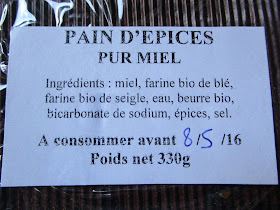 PAIN D'EPICES
PUR MIEL
Ingrédients : miel, farine bio de blé,
farine bio de seigle, eau, beurre bio,
bicarbonate de sodium, épices, sel.
A consommer avant 8/5 /16
Poids net 330g